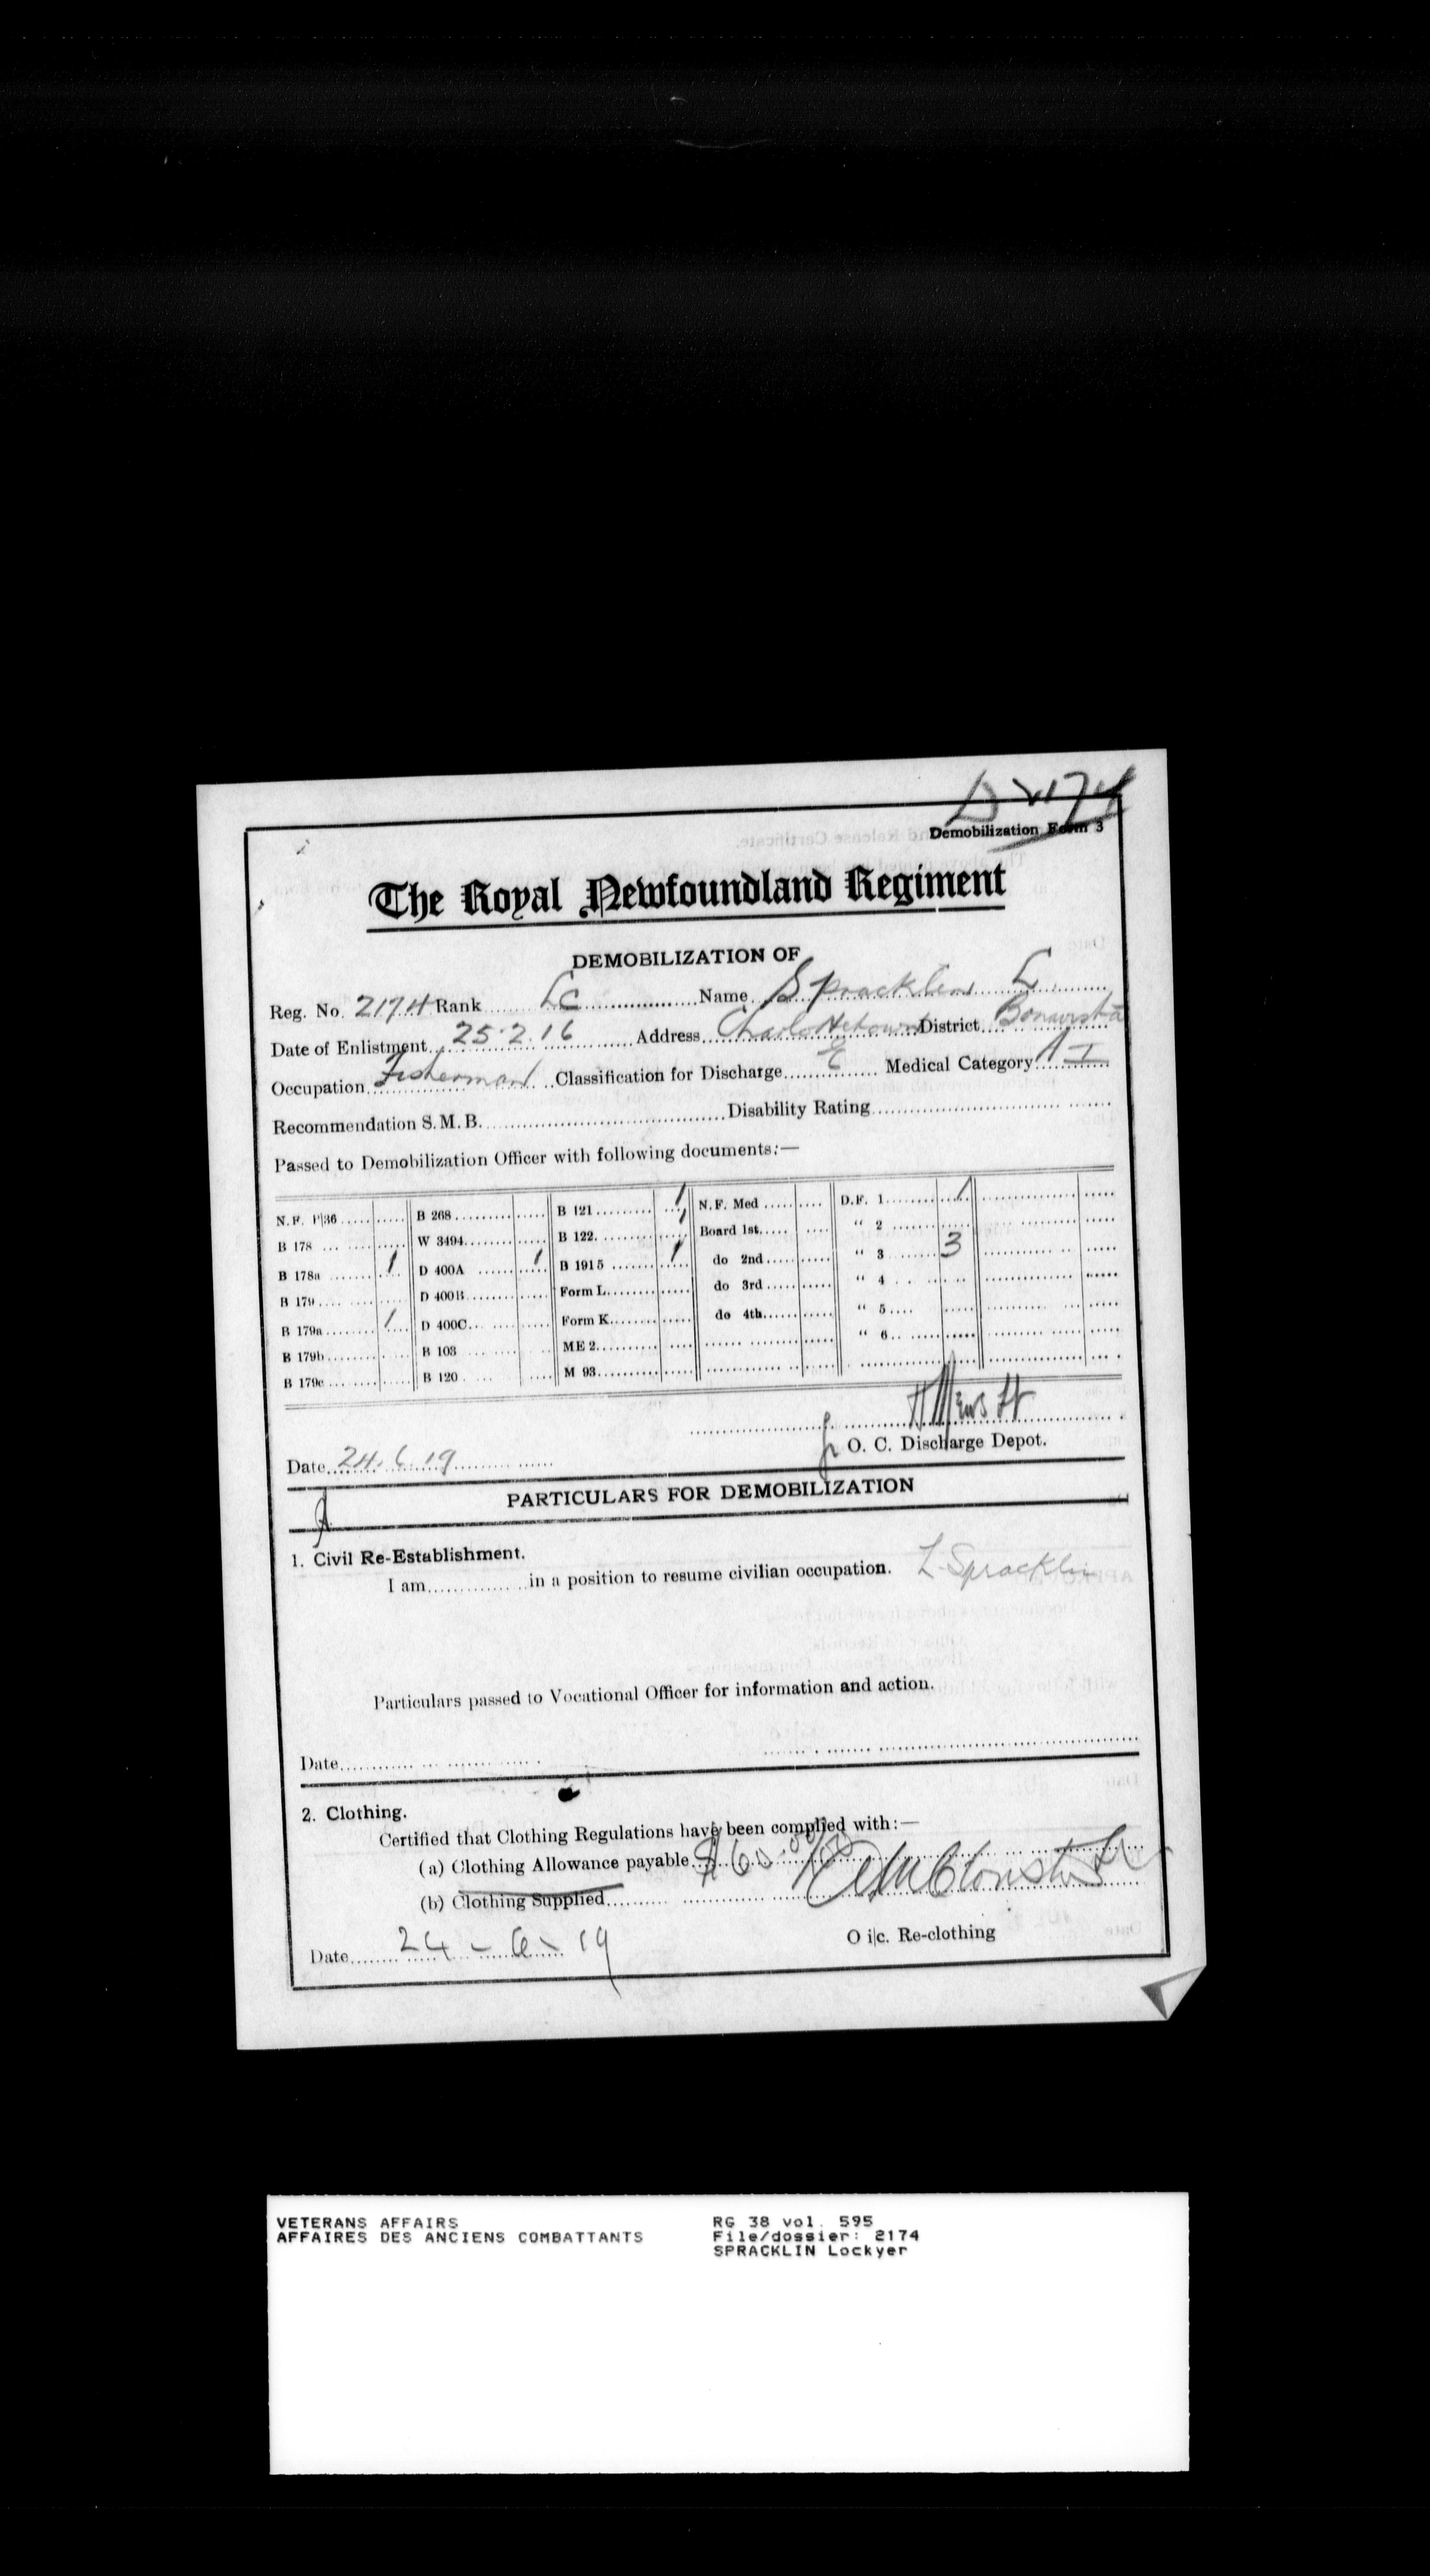 D 2174
Demobilization Form 3
The Royal Newfoundland Regiment
DEMOBILIZATION OF
Reg. No. 2174 Rank LC Name Spracklin L
Date of Enlistment 25.2.16 Address Charlottetown District Bonavista
Occupation Fisherman Classification for Discharge E Medical Category A I
Recommendation S.M.B. Disability Rating
Passed to Demobilization Officer with following documents:—
N.F. P|36 B 268 B 121 1 N.F. Med D.F. 1 1
B 178 W 3494 B 122 1 Board 1st “ 2
B 178a 1 D 400A 1 B 1915 1 do 2nd “ 3 3
B 179 D 400B Form L do 3rd “ 4
B 179a 1 D 400C Form K do 4th “ 5
B 179b B 103 ME 2 “ 6
B 179c B 120 M 93
Date 24.6.19 O. C. Discharge Depot.
PARTICULARS FOR DEMOBILIZATION
1. Civil Re-Establishment.
I am in a position to resume civilian occupation. L. Spracklin
Particulars passed to Vocational Officer for information and action.
Date
2. Clothing.
Certified that Clothing Regulations have been complied with:—
(a) Clothing Allowance payable $60.00
(b) Clothing Supplied
O i|c. Re-clothing
Date 24-6-19
VETERANS AFFAIRS RG 38 vol. 595
AFFAIRES DES ANCIENS COMBATTANTS File/dossier: 2174
SPRACKLIN Lockyer